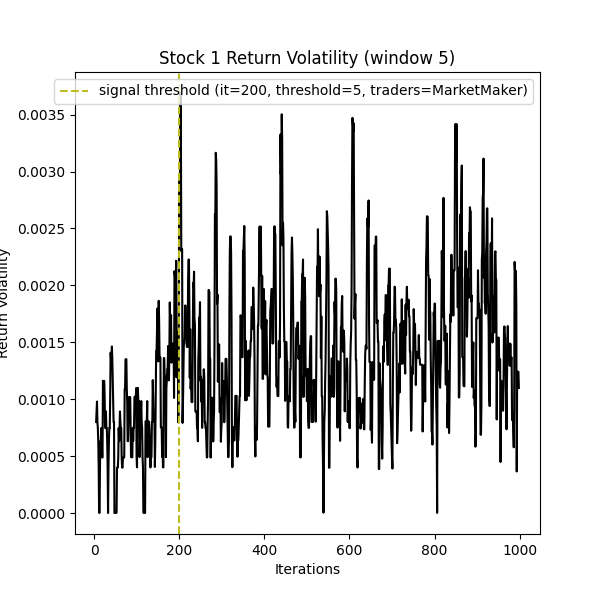 Stock 1 Return Volatility (window 5)
signal threshold (it=200, threshold=5, traders=MarketMaker)
0.0035
0.0030
0.0025
0.0020
0.0015
0.0010
0.0005
0.0000
Return Volatility
0 200 400 600 800 1000
Iterations